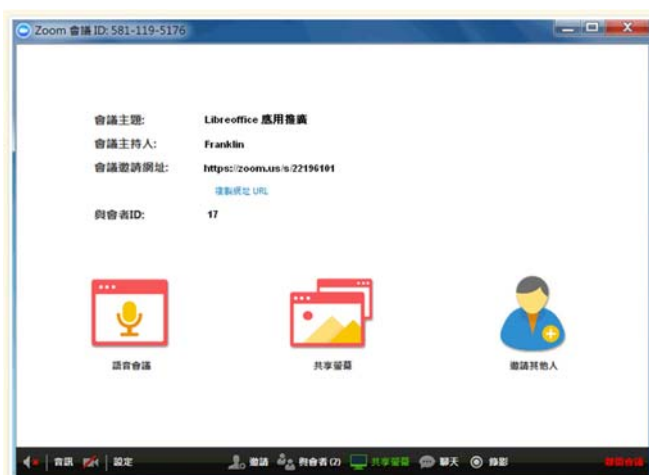 Zoom 會議 ID: 581-119-5176
會議主題: Libreoffice 應用推廣
會議主持人: Franklin
會議邀請網址: https://zoom.us/s/22196101
複製網址 URL
與會者ID: 17
語音會議 共享螢幕 邀請其他人
音訊 設定 邀請 與會者(2) 共享螢幕 聊天 錄影 離開會議